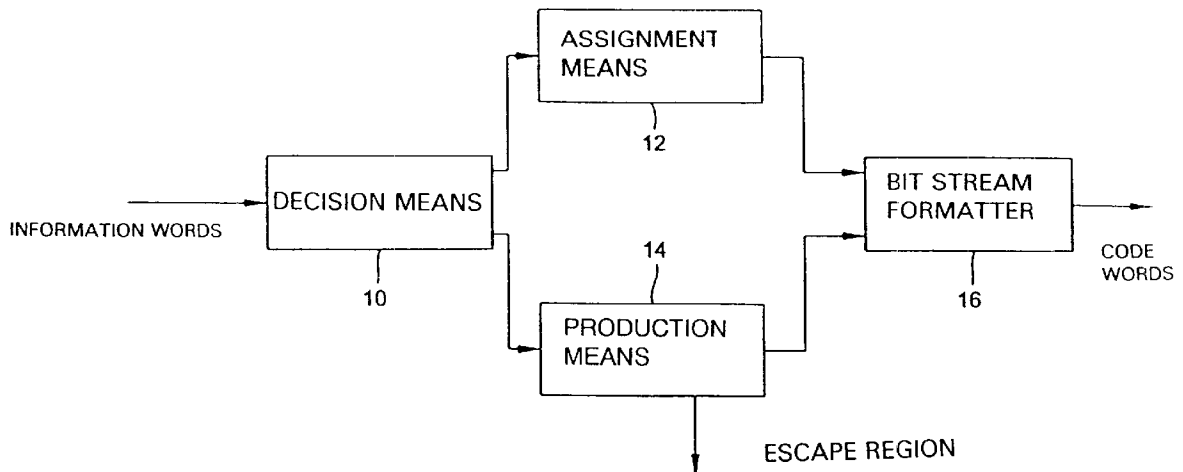 ASSIGNMENT
MEANS
12
DECISION MEANS
INFORMATION WORDS
10
BIT STREAM
FORMATTER
16
CODE
WORDS
14
PRODUCTION
MEANS
ESCAPE REGION